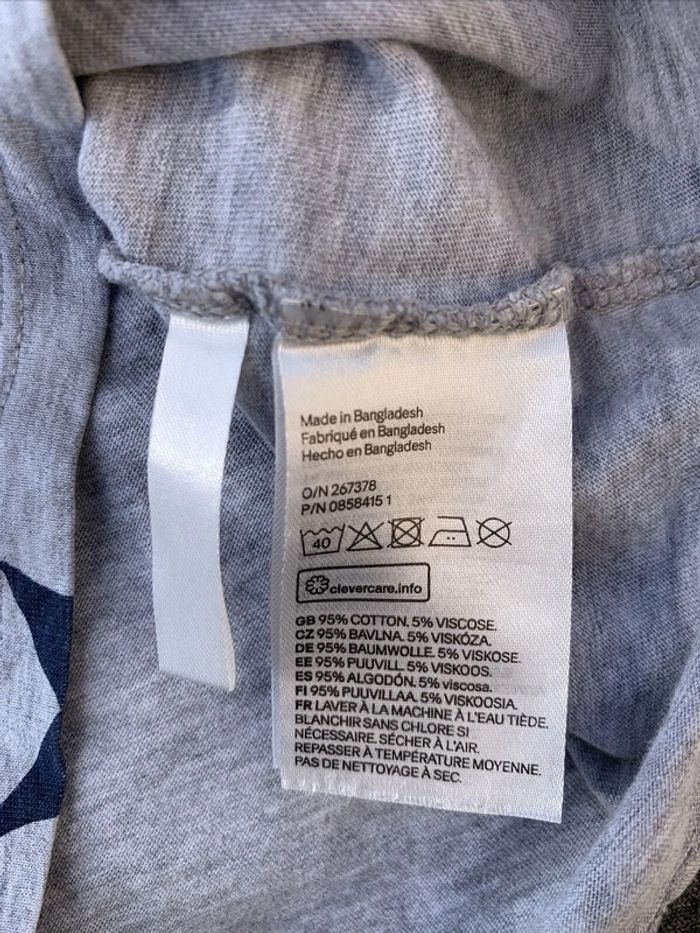 Made in Bangladesh
Fabriqué en Bangladesh
Hecho en Bangladesh
O/N 267378
P/N 0858415 1
40
clevercare.info
GB 95% COTTON. 5% VISCOSE.
CZ 95% BAVLNA. 5% VISKÓZA.
DE 95% BAUMWOLLE. 5% VISKOSE.
EE 95% PUUVILL. 5% VISKOOS.
ES 95% ALGODÓN. 5% viscosa.
FI 95% PUUVILLAA. 5% VISKOOSIA.
FR LAVER À LA MACHINE À L'EAU TIÈDE.
BLANCHIR SANS CHLORE SI
NÉCESSAIRE. SÉCHER À L'AIR.
REPASSER À TEMPÉRATURE MOYENNE.
PAS DE NETTOYAGE À SEC.